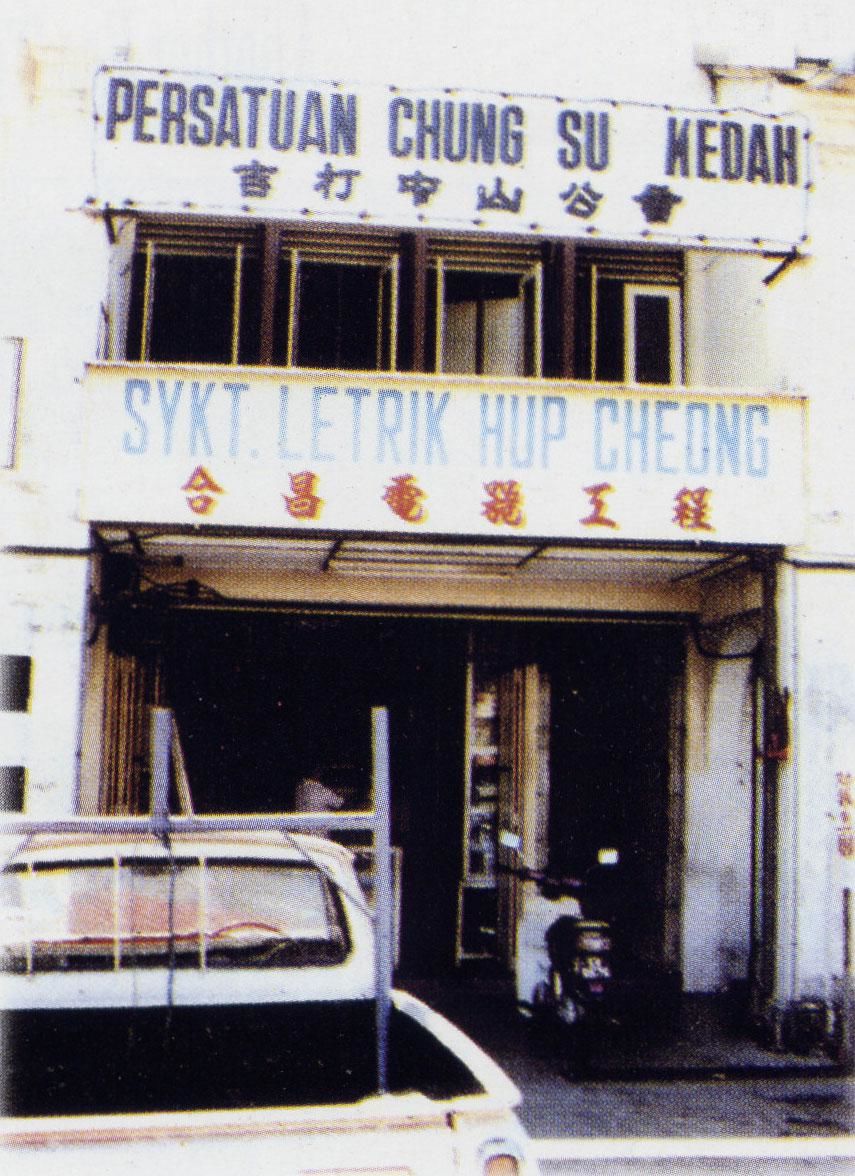 PERSATUAN CHUNG SU KEDAH
吉打中山公會
SYKT. LETRIK HUP CHEONG
合昌電器工程